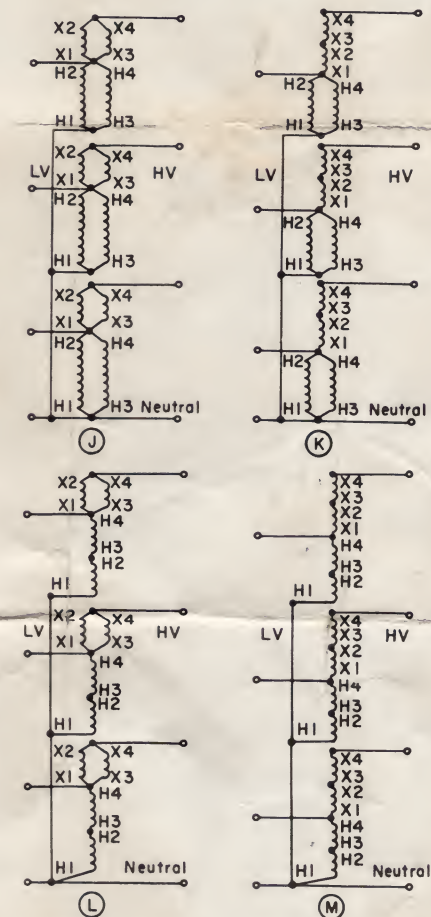 X2 X4
X1 X3
H2 H4
H1 H3
X2 X4
LV X1 X3 HV
H2 H4
H1 H3
X2 X4
X1 X3
H2 H4
H1 H3 Neutral
J
X4
X3
X2
X1
H2 H4
H1 H3
X4
LV X3 HV
X2
X1
H2 H4
H1 H3
X4
X3
X2
X1
H2 H4
H1 H3 Neutral
K
X2 X4
X1 X3
H4
H3
H2
H1
X2 X4
LV X1 X3 HV
H4
H3
H2
H1
X2 X4
X1 X3
H4
H3
H2
H1 Neutral
L
X4
X3
X2
X1
H4
H3
H2
H1
X4
LV X3 HV
X2
X1
H4
H3
H2
H1
X4
X3
X2
X1
H4
H3
H2
H1 Neutral
M